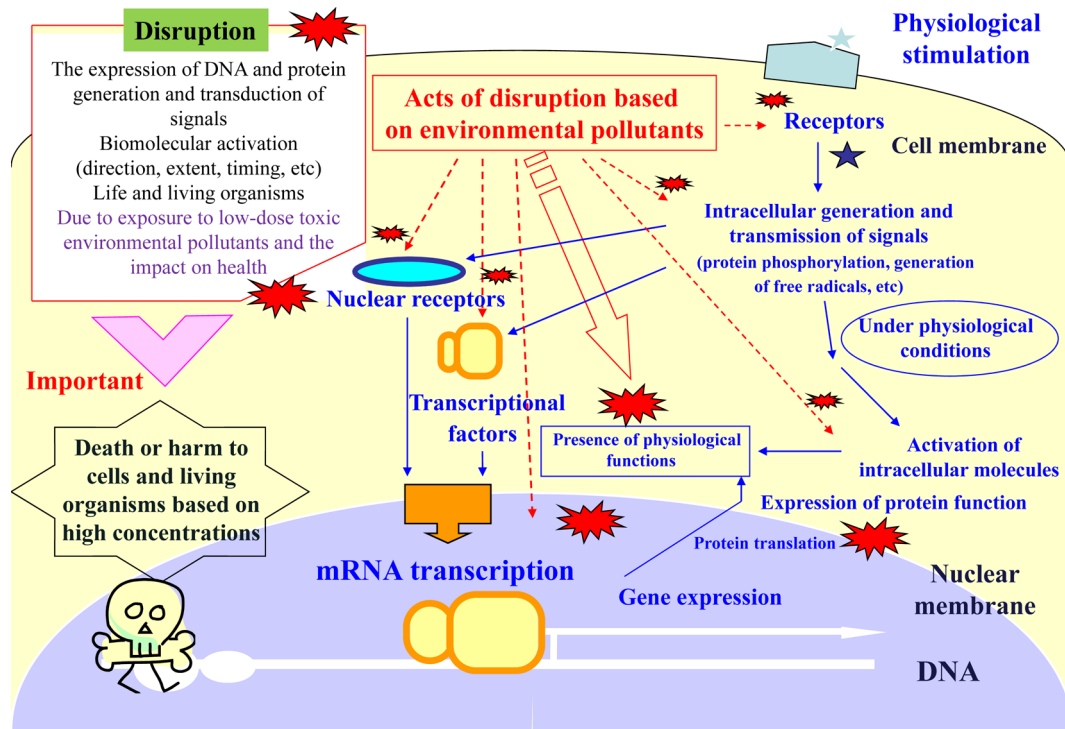 Disruption
The expression of DNA and protein
generation and transduction of
signals
Biomolecular activation
(direction, extent, timing, etc)
Life and living organisms
Due to exposure to low-dose toxic
environmental pollutants and the
impact on health
Important
Death or harm to
cells and living
organisms based on
high concentrations
Acts of disruption based
on environmental pollutants
Physiological
stimulation
Receptors
Cell membrane
Intracellular generation and
transmission of signals
(protein phosphorylation, generation
of free radicals, etc)
Under physiological
conditions
Nuclear receptors
Transcriptional
factors
Presence of physiological
functions
Activation of
intracellular molecules
Expression of protein function
Protein translation
Gene expression
mRNA transcription
Nuclear
membrane
DNA